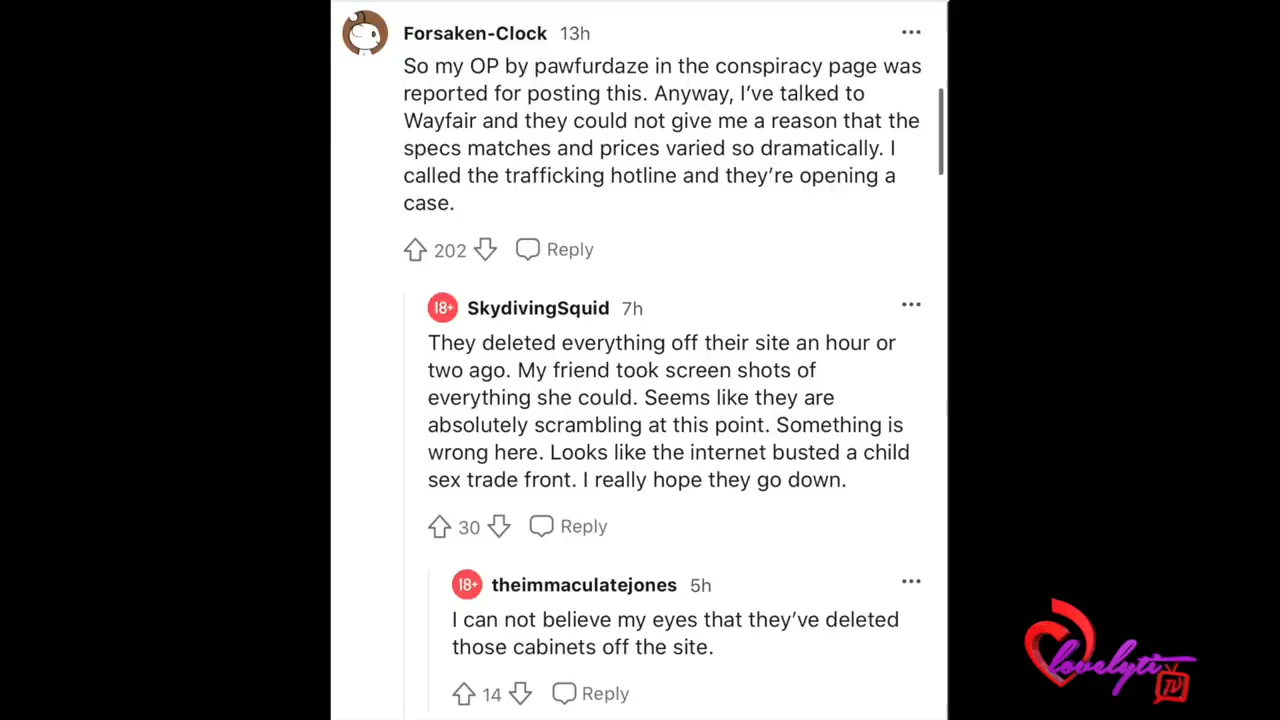 Forsaken-Clock 13h
So my OP by pawfurdaze in the conspiracy page was
reported for posting this. Anyway, I've talked to
Wayfair and they could not give me a reason that the
specs matches and prices varied so dramatically. I
called the trafficking hotline and they're opening a
case.
202 Reply
18+ SkydivingSquid 7h
They deleted everything off their site an hour or
two ago. My friend took screen shots of
everything she could. Seems like they are
absolutely scrambling at this point. Something is
wrong here. Looks like the internet busted a child
sex trade front. I really hope they go down.
30 Reply
18+ theimmaculatejones 5h
I can not believe my eyes that they've deleted
those cabinets off the site.
14 Reply
lovelyti
TV